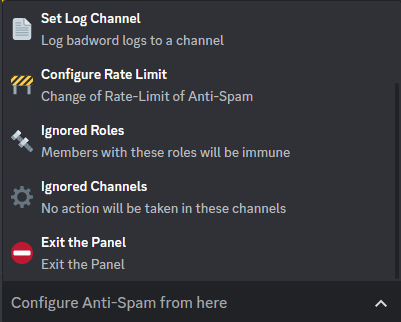 Set Log Channel
Log badword logs to a channel
Configure Rate Limit
Change of Rate-Limit of Anti-Spam
Ignored Roles
Members with these roles will be immune
Ignored Channels
No action will be taken in these channels
Exit the Panel
Exit the Panel
Configure Anti-Spam from here